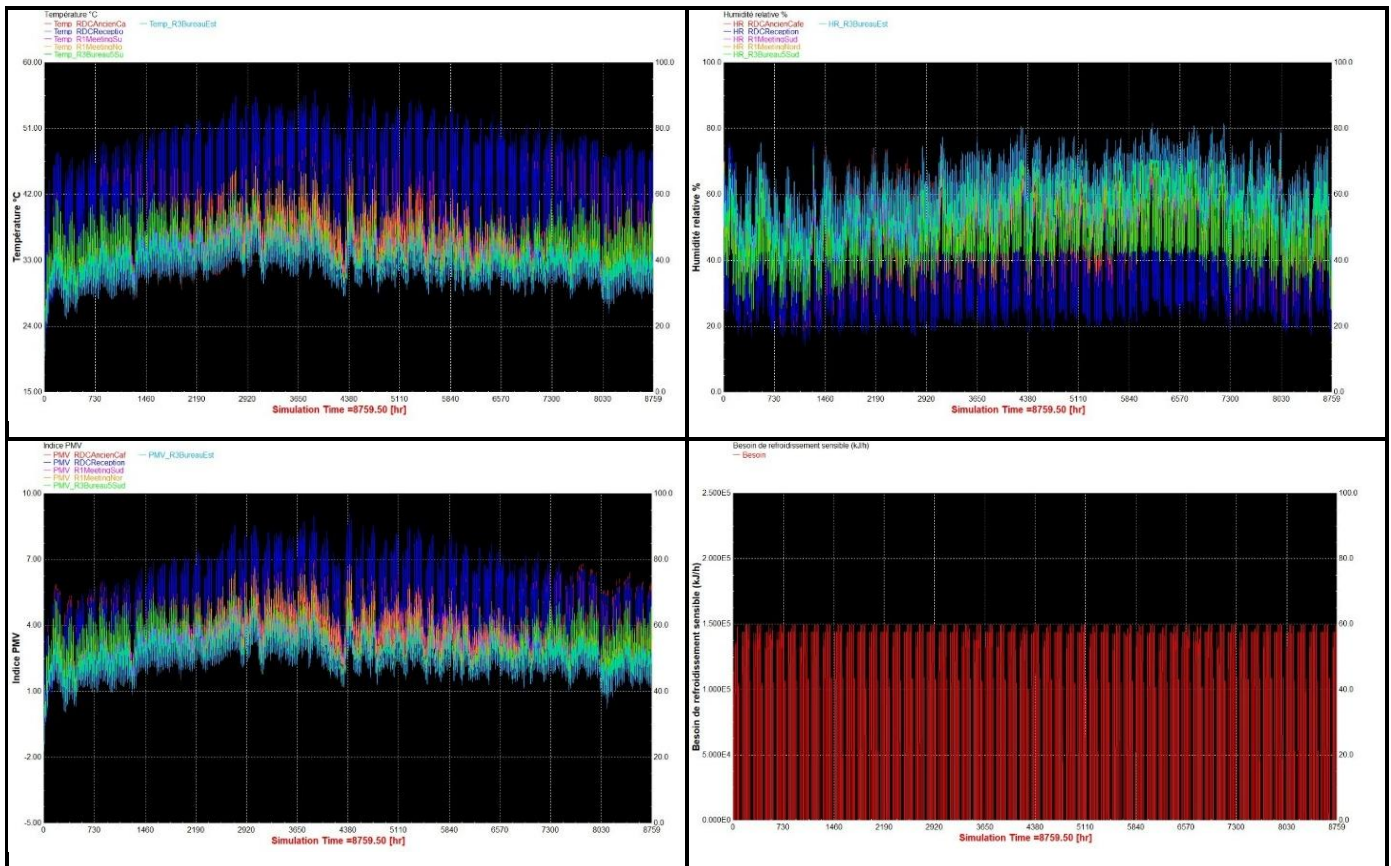 Température °C
Temp_RDCAncienCa
Temp_R3BureauEst
Temp_RDCReceptio
Temp_R1MeetingSu
Temp_R1MeetingNo
Temp_R3Bureau5Su
60.00
51.00
42.00
33.00
24.00
15.00
Température °C
100.0
80.0
60.0
40.0
20.0
0.0
0 730 1460 2190 2920 3650 4380 5110 5840 6570 7300 8030 8759
Simulation Time =8759.50 [hr]
Humidité relative %
HR_RDCAncienCafe
HR_R3BureauEst
HR_RDCReception
HR_R1MeetingSud
HR_R1MeetingNord
HR_R3Bureau5Sud
100.0
80.0
60.0
40.0
20.0
0.0
Humidité relative %
100.0
80.0
60.0
40.0
20.0
0.0
0 730 1460 2190 2920 3650 4380 5110 5840 6570 7300 8030 8759
Simulation Time =8759.50 [hr]
Indice PMV
PMV_RDCAncienCaf
PMV_R3BureauEst
PMV_RDCReception
PMV_R1MeetingSud
PMV_R1MeetingNor
PMV_R3Bureau5Sud
10.00
7.00
4.00
1.00
-2.00
-5.00
Indice PMV
100.0
80.0
60.0
40.0
20.0
0.0
0 730 1460 2190 2920 3650 4380 5110 5840 6570 7300 8030 8759
Simulation Time =8759.50 [hr]
Besoin de refroidissement sensible (kJ/h)
Besoin
2.500E5
2.000E5
1.500E5
1.000E5
5.000E4
0.000E0
Besoin de refroidissement sensible (kJ/h)
100.0
80.0
60.0
40.0
20.0
0.0
0 730 1460 2190 2920 3650 4380 5110 5840 6570 7300 8030 8759
Simulation Time =8759.50 [hr]